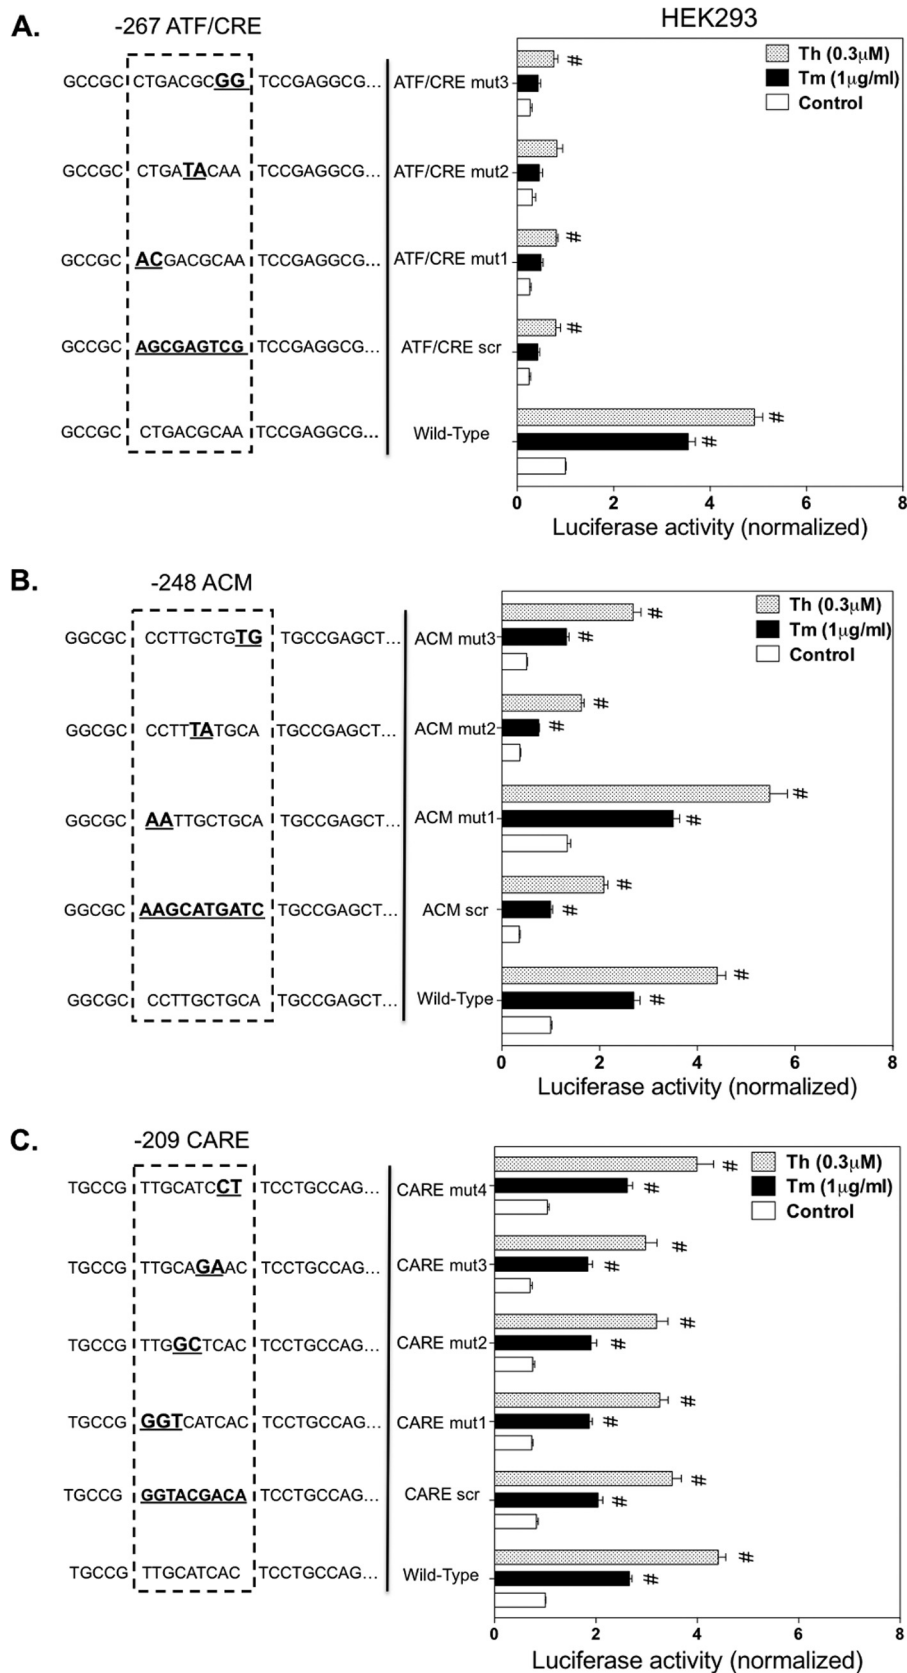 A.
-267 ATF/CRE
HEK293
Th (0.3μM)
Tm (1μg/ml)
Control
GCCGC CTGACGCGG TCCGAGGCG... ATF/CRE mut3 #
GCCGC CTGATACAA TCCGAGGCG... ATF/CRE mut2
GCCGC ACGACGCAA TCCGAGGCG... ATF/CRE mut1 #
GCCGC AGCGAGTCG TCCGAGGCG... ATF/CRE scr #
GCCGC CTGACGCAA TCCGAGGCG... Wild-Type # #
0 2 4 6 8
Luciferase activity (normalized)
B.
-248 ACM
Th (0.3μM)
Tm (1μg/ml)
Control
GGCGC CCTTGCTGTG TGCCGAGCT... ACM mut3 # #
GGCGC CCTTTATGCA TGCCGAGCT... ACM mut2 # #
GGCGC AATTGCTGCA TGCCGAGCT... ACM mut1 # #
GGCGC AAGCATGATC TGCCGAGCT... ACM scr # #
GGCGC CCTTGCTGCA TGCCGAGCT... Wild-Type # #
0 2 4 6 8
Luciferase activity (normalized)
C.
-209 CARE
Th (0.3μM)
Tm (1μg/ml)
Control
TGCCG TTGCATCCT TCCTGCCAG... CARE mut4 # #
TGCCG TTGCAGAAC TCCTGCCAG... CARE mut3 # #
TGCCG TTGGCTCAC TCCTGCCAG... CARE mut2 # #
TGCCG GGTCATCAC TCCTGCCAG... CARE mut1 # #
TGCCG GGTACGACA TCCTGCCAG... CARE scr # #
TGCCG TTGCATCAC TCCTGCCAG... Wild-Type # #
0 2 4 6 8
Luciferase activity (normalized)